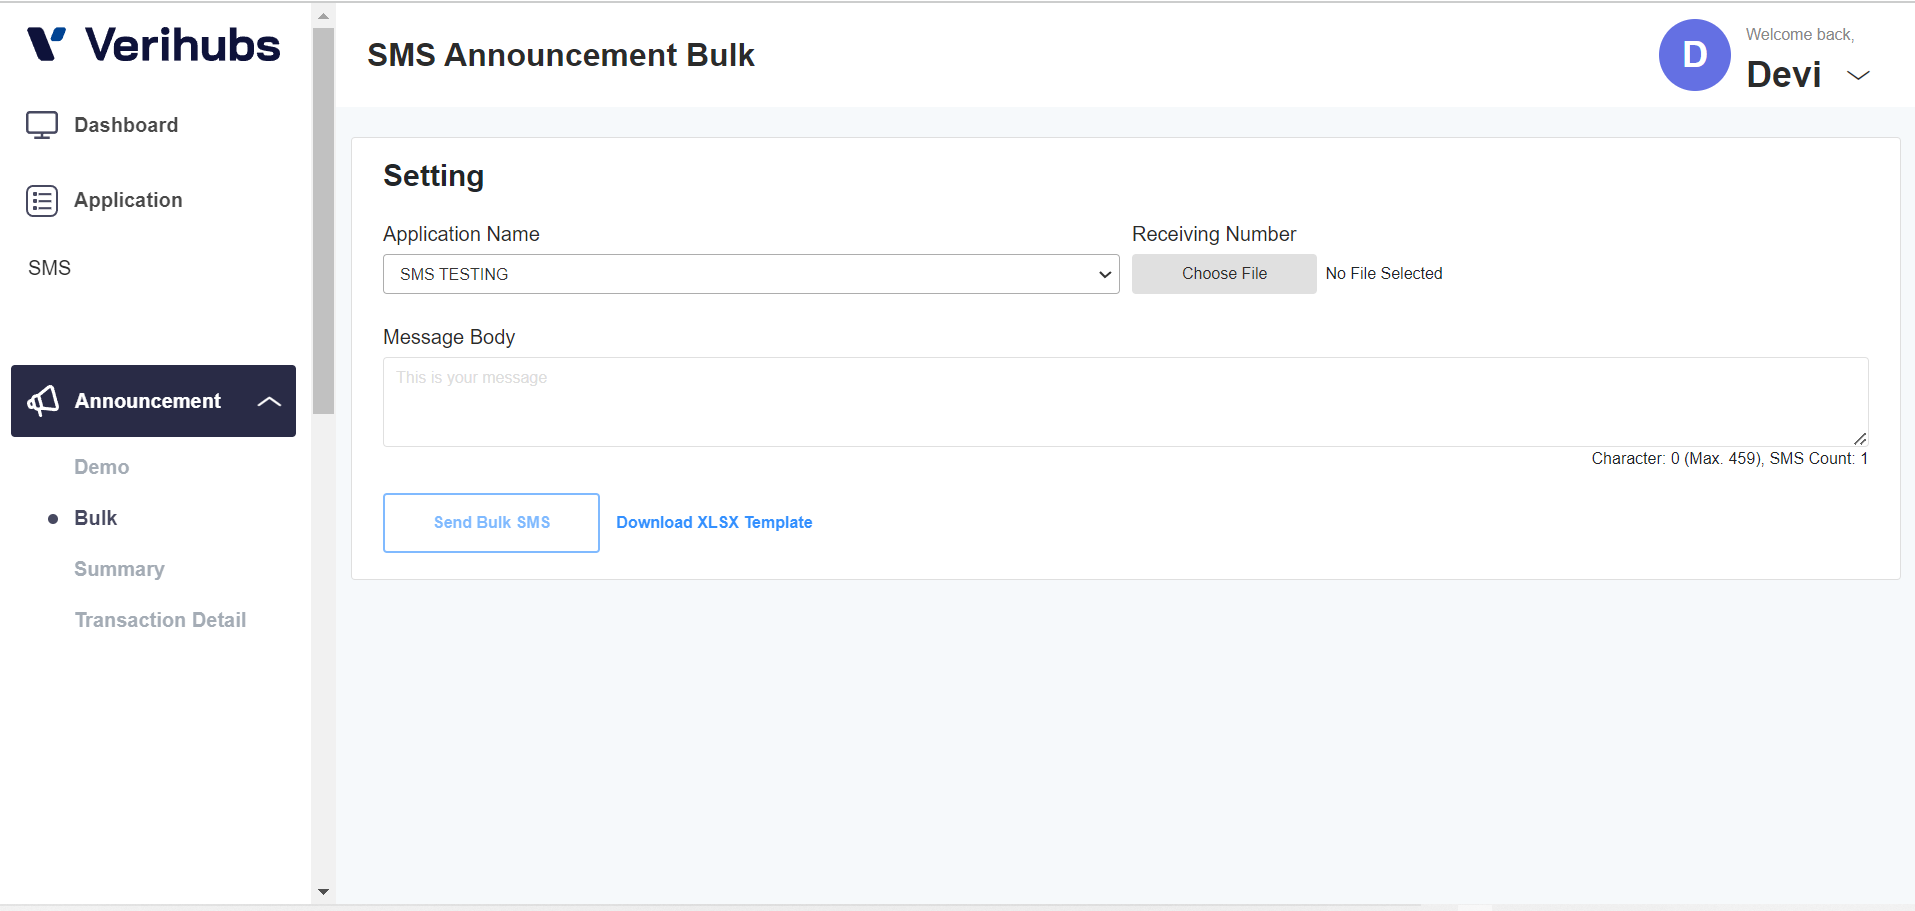 Verihubs
Dashboard
Application
SMS
Announcement
Demo
Bulk
Summary
Transaction Detail
SMS Announcement Bulk
D
Welcome back,
Devi
Setting
Application Name
SMS TESTING
Receiving Number
Choose File
No File Selected
Message Body
This is your message
Character: 0 (Max. 459), SMS Count: 1
Send Bulk SMS
Download XLSX Template